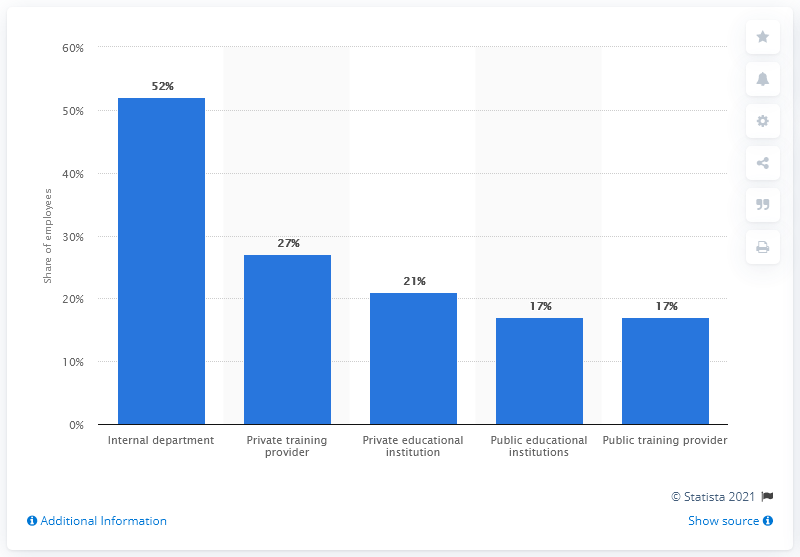 60%
50%
40%
30%
20%
10%
0%
Share of employees
52%
27%
21%
17%
17%
Internal department
Private training
provider
Private educational
institution
Public educational
institutions
Public training provider
© Statista 2021
Additional Information
Show source